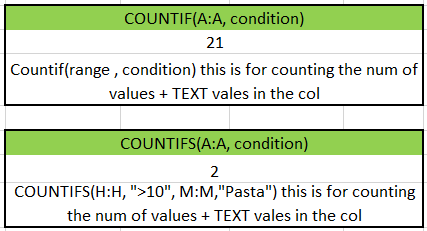 COUNTIF(A:A, condition)
21
Countif(range , condition) this is for counting the num of
values + TEXT vales in the col
COUNTIFS(A:A, condition)
2
COUNTIFS(H:H, ">10", M:M,"Pasta") this is for counting
the num of values + TEXT vales in the col